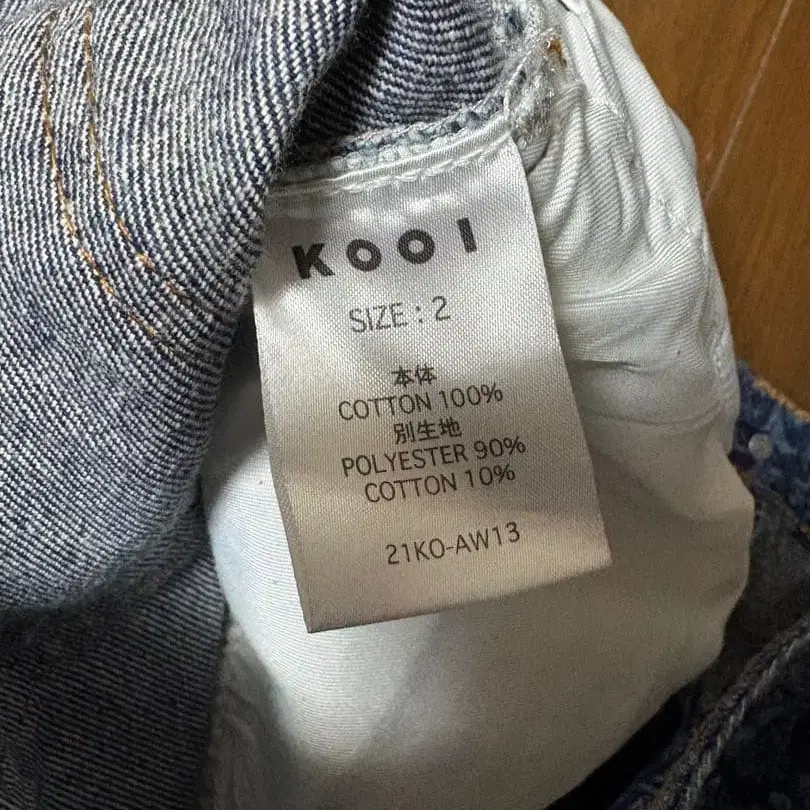 KOOI
SIZE : 2
本体
COTTON 100%
別生地
POLYESTER 90%
COTTON 10%
21KO-AW13